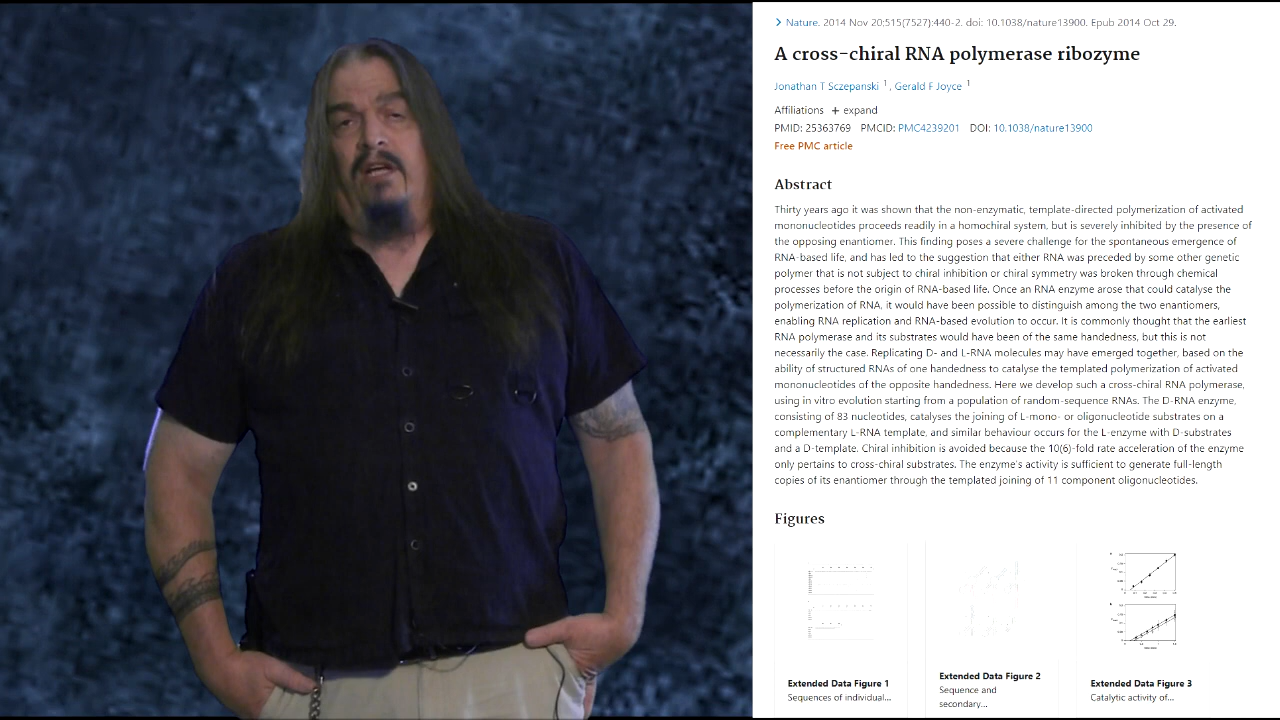 Nature. 2014 Nov 20;515(7527):440-2. doi: 10.1038/nature13900. Epub 2014 Oct 29.
A cross-chiral RNA polymerase ribozyme
Jonathan T Sczepanski 1, Gerald F Joyce 1
Affiliations + expand
PMID: 25363769 PMCID: PMC4239201 DOI: 10.1038/nature13900
Free PMC article
Abstract
Thirty years ago it was shown that the non-enzymatic, template-directed polymerization of activated
mononucleotides proceeds readily in a homochiral system, but is severely inhibited by the presence of
the opposing enantiomer. This finding poses a severe challenge for the spontaneous emergence of
RNA-based life, and has led to the suggestion that either RNA was preceded by some other genetic
polymer that is not subject to chiral inhibition or chiral symmetry was broken through chemical
processes before the origin of RNA-based life. Once an RNA enzyme arose that could catalyse the
polymerization of RNA, it would have been possible to distinguish among the two enantiomers,
enabling RNA replication and RNA-based evolution to occur. It is commonly thought that the earliest
RNA polymerase and its substrates would have been of the same handedness, but this is not
necessarily the case. Replicating D- and L-RNA molecules may have emerged together, based on the
ability of structured RNAs of one handedness to catalyse the templated polymerization of activated
mononucleotides of the opposite handedness. Here we develop such a cross-chiral RNA polymerase,
using in vitro evolution starting from a population of random-sequence RNAs. The D-RNA enzyme,
consisting of 83 nucleotides, catalyses the joining of L-mono- or oligonucleotide substrates on a
complementary L-RNA template, and similar behaviour occurs for the L-enzyme with D-substrates
and a D-template. Chiral inhibition is avoided because the 10(6)-fold rate acceleration of the enzyme
only pertains to cross-chiral substrates. The enzyme's activity is sufficient to generate full-length
copies of its enantiomer through the templated joining of 11 component oligonucleotides.
Figures
Extended Data Figure 1
Sequences of individual...
Extended Data Figure 2
Sequence and
secondary...
Extended Data Figure 3
Catalytic activity of...